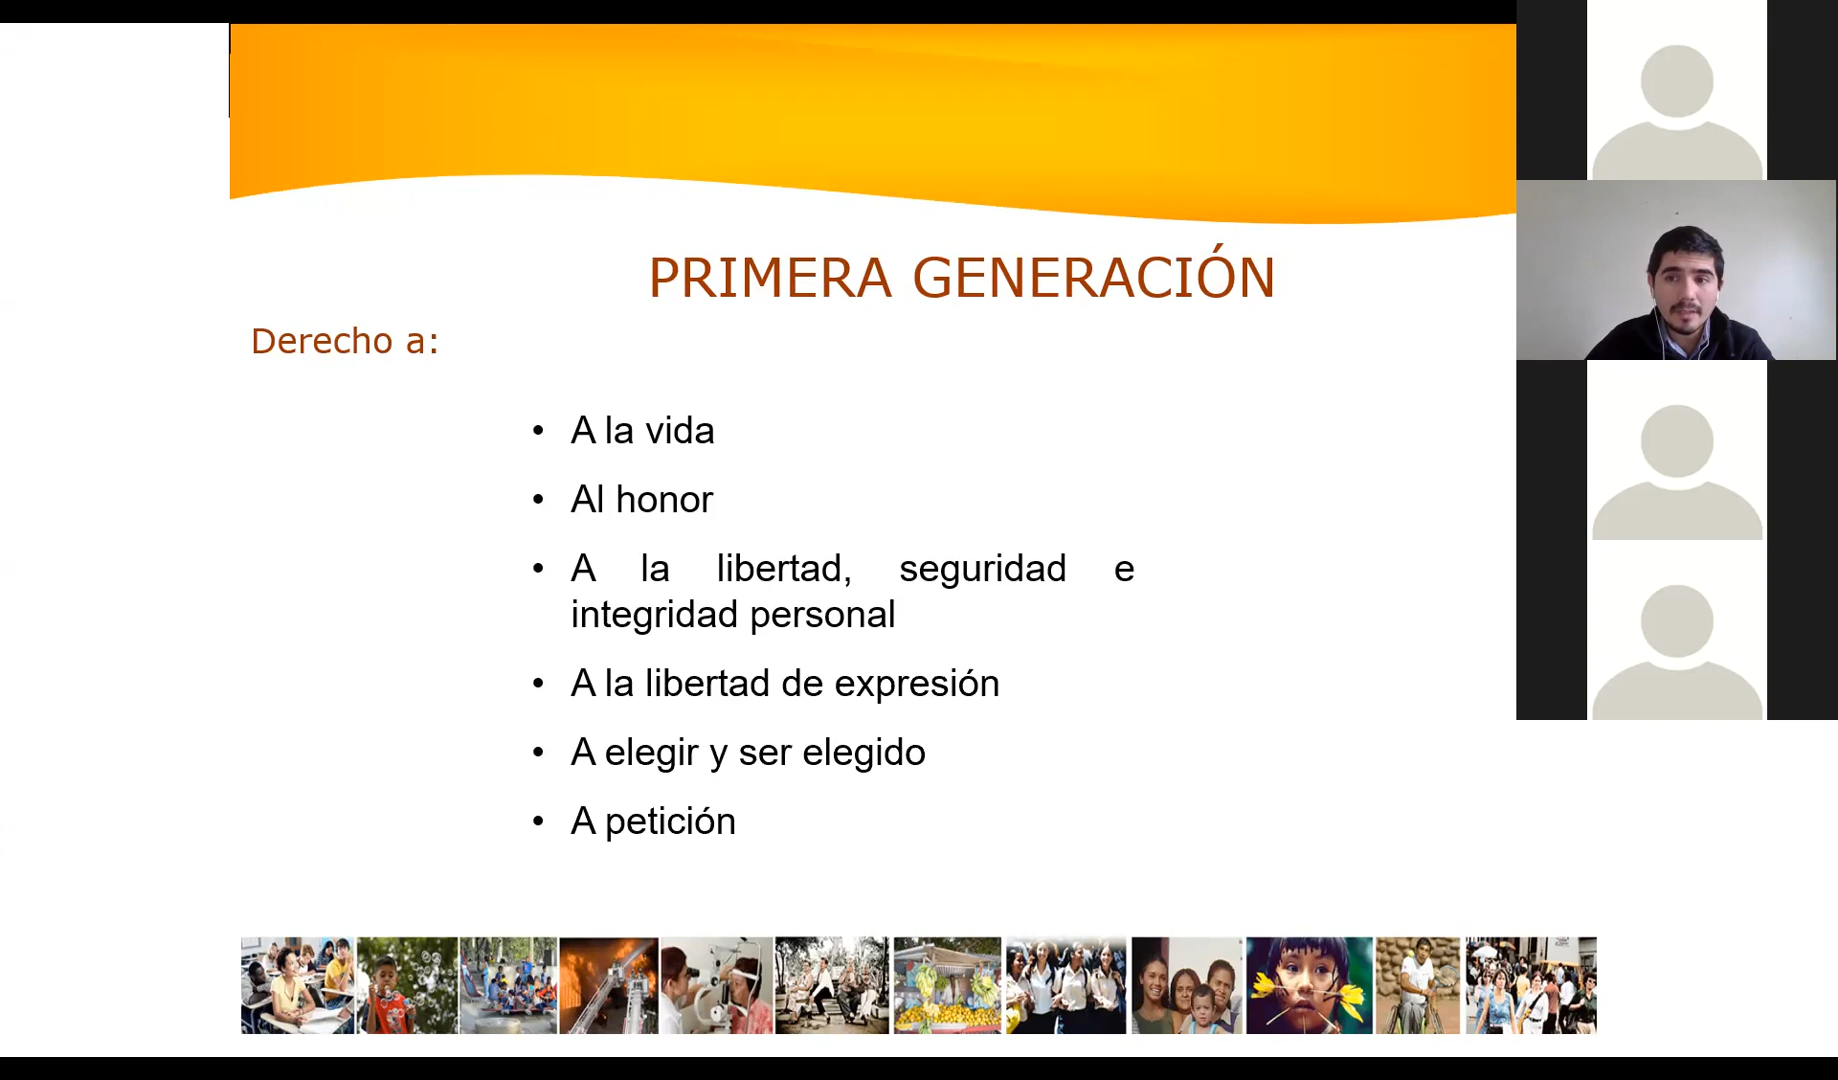 PRIMERA GENERACIÓN
Derecho a:
• A la vida
• Al honor
• A la libertad, seguridad e
integridad personal
• A la libertad de expresión
• A elegir y ser elegido
• A petición